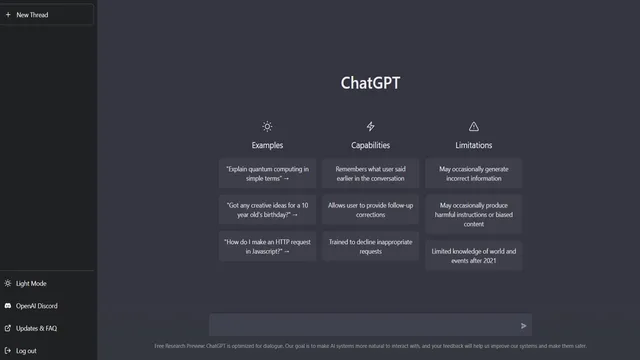 New Thread
ChatGPT
Examples
Capabilities
Limitations
"Explain quantum computing in
simple terms" →
Remembers what user said
earlier in the conversation
May occasionally generate
incorrect information
"Got any creative ideas for a 10
year old's birthday?" →
Allows user to provide follow-up
corrections
May occasionally produce
harmful instructions or biased
content
"How do I make an HTTP request
in Javascript?" →
Trained to decline inappropriate
requests
Limited knowledge of world and
events after 2021
Light Mode
OpenAI Discord
Updates & FAQ
Log out
Free Research Preview: ChatGPT is optimized for dialogue. Our goal is to make AI systems more natural to interact with, and your feedback will help us improve our systems and make them safer.